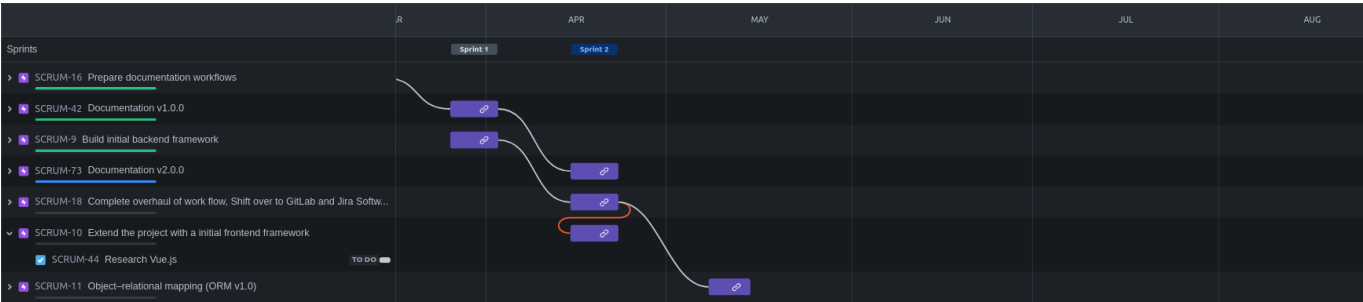 R APR MAY JUN JUL AUG
Sprints Sprint 1 Sprint 2
SCRUM-16 Prepare documentation workflows
SCRUM-42 Documentation v1.0.0
SCRUM-9 Build initial backend framework
SCRUM-73 Documentation v2.0.0
SCRUM-18 Complete overhaul of work flow, Shift over to GitLab and Jira Softw...
SCRUM-10 Extend the project with a initial frontend framework
SCRUM-44 Research Vue.js TO DO
SCRUM-11 Object–relational mapping (ORM v1.0)